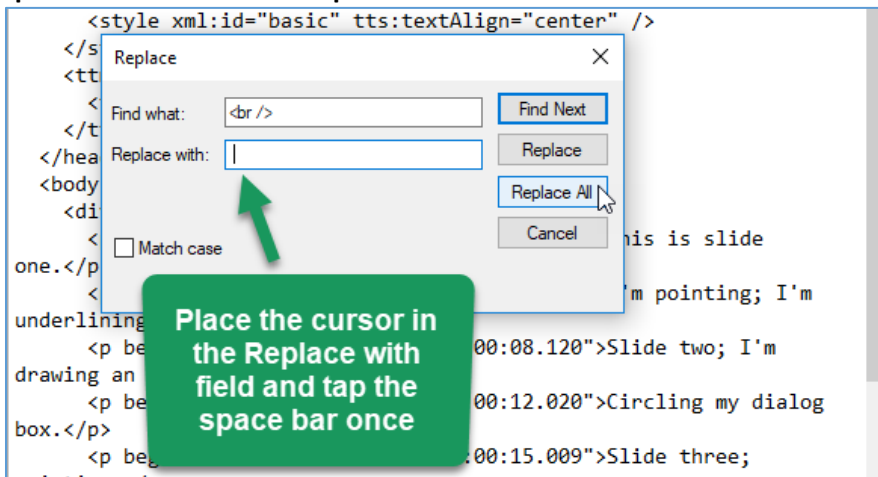 <style xml:id="basic" tts:textAlign="center" />
</s
<tt
<
</t
</hea
<body
<di
<
one.</p
<
underlining
<p be
drawing an
<p be
box.</p>
<p beg
Replace
Find what:
<br />
Find Next
Replace with:
Replace
Replace All
Match case
Cancel
his is slide
'm pointing; I'm
00:08.120">Slide two; I'm
00:12.020">Circling my dialog
:00:15.009">Slide three;
Place the cursor in
the Replace with
field and tap the
space bar once